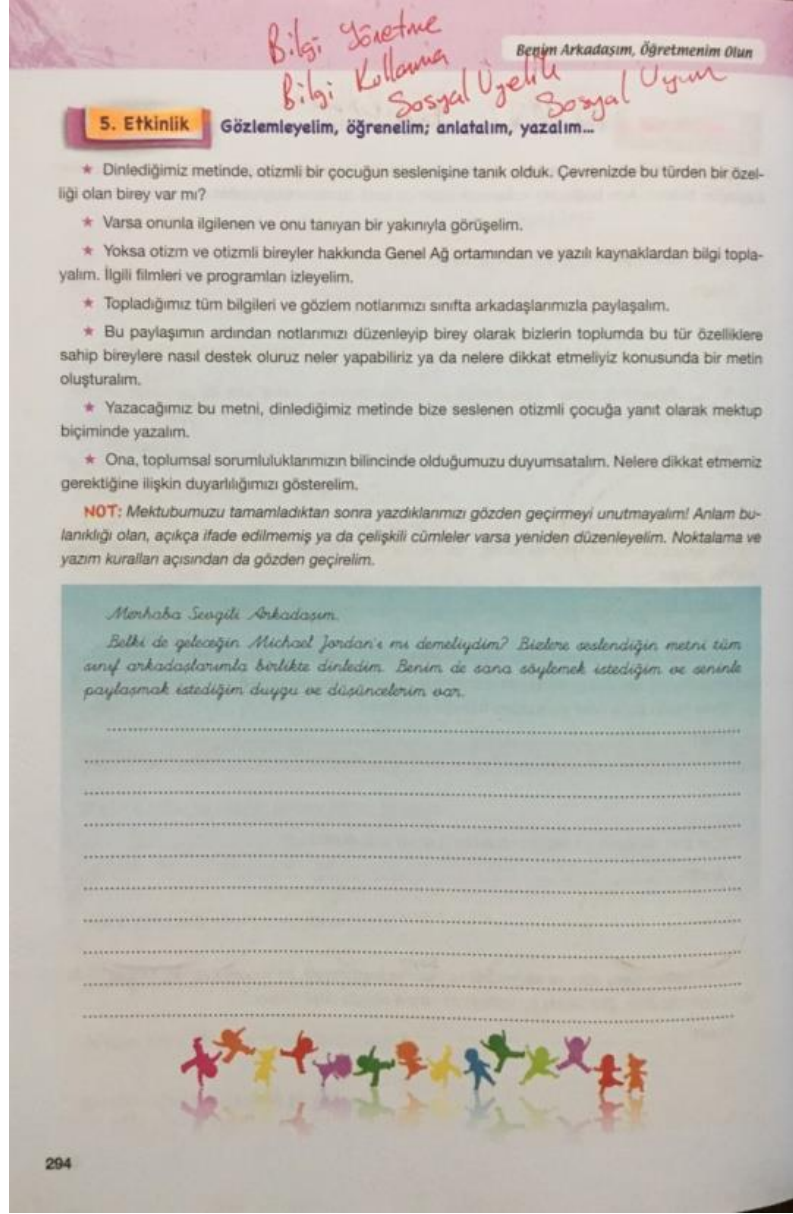 Bilgi Yönetme
Benim Arkadaşım, Öğretmenim Olun
Bilgi Kullanma
Sosyal Üyelik
Sosyal Uyum
5. Etkinlik
Gözlemleyelim, öğrenelim; anlatalım, yazalım...
★ Dinlediğimiz metinde, otizmli bir çocuğun seslenişine tanık olduk. Çevrenizde bu türden bir özel-
liği olan birey var mı?
★ Varsa onunla ilgilenen ve onu tanıyan bir yakınıyla görüşelim.
★ Yoksa otizm ve otizmli bireyler hakkında Genel Ağ ortamından ve yazılı kaynaklardan bilgi topla-
yalım. İlgili filmleri ve programları izleyelim.
★ Topladığımız tüm bilgileri ve gözlem notlarımızı sınıfta arkadaşlarımızla paylaşalım.
★ Bu paylaşımın ardından notlarımızı düzenleyip birey olarak bizlerin toplumda bu tür özelliklere
sahip bireylere nasıl destek oluruz neler yapabiliriz ya da nelere dikkat etmeliyiz konusunda bir metin
oluşturalım.
★ Yazacağımız bu metni, dinlediğimiz metinde bize seslenen otizmli çocuğa yanıt olarak mektup
biçiminde yazalım.
★ Ona, toplumsal sorumluluklarımızın bilincinde olduğumuzu duyumsatalım. Nelere dikkat etmemiz
gerektiğine ilişkin duyarlılığımızı gösterelim.
NOT: Mektubumuzu tamamladıktan sonra yazdıklarımızı gözden geçirmeyi unutmayalım! Anlam bu-
lanıklığı olan, açıkça ifade edilmemiş ya da çelişkili cümleler varsa yeniden düzenleyelim. Noktalama ve
yazım kuralları açısından da gözden geçirelim.
Merhaba Sevgili Arkadaşım,
Belki de geleceğin Michael Jordan'ı mı demeliydim? Bizlere seslendiğin metni tüm
sınıf arkadaşlarımla birlikte dinledim. Benim de sana söylemek istediğim ve seninle
paylaşmak istediğim duygu ve düşüncelerim var.
294